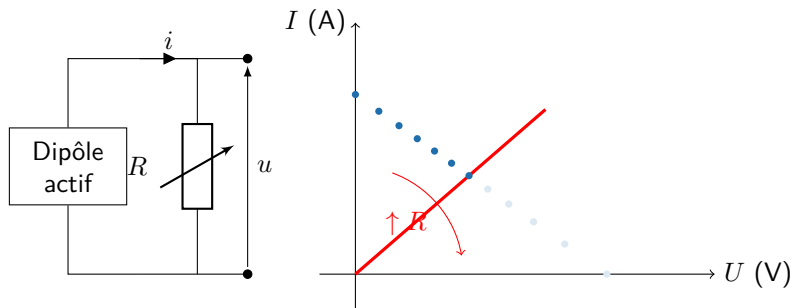 i
Dipôle
actif
R
u
I (A)
↑ R
U (V)